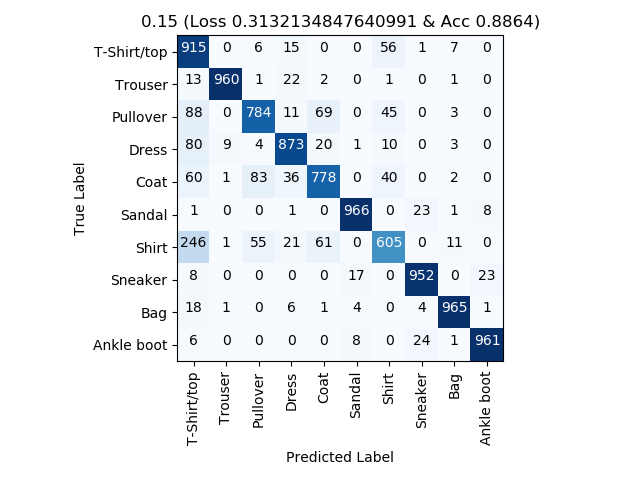 0.15 (Loss 0.3132134847640991 & Acc 0.8864)
True Label
T-Shirt/top 915 0 6 15 0 0 56 1 7 0
Trouser 13 960 1 22 2 0 1 0 1 0
Pullover 88 0 784 11 69 0 45 0 3 0
Dress 80 9 4 873 20 1 10 0 3 0
Coat 60 1 83 36 778 0 40 0 2 0
Sandal 1 0 0 1 0 966 0 23 1 8
Shirt 246 1 55 21 61 0 605 0 11 0
Sneaker 8 0 0 0 0 17 0 952 0 23
Bag 18 1 0 6 1 4 0 4 965 1
Ankle boot 6 0 0 0 0 8 0 24 1 961
T-Shirt/top Trouser Pullover Dress Coat Sandal Shirt Sneaker Bag Ankle boot
Predicted Label